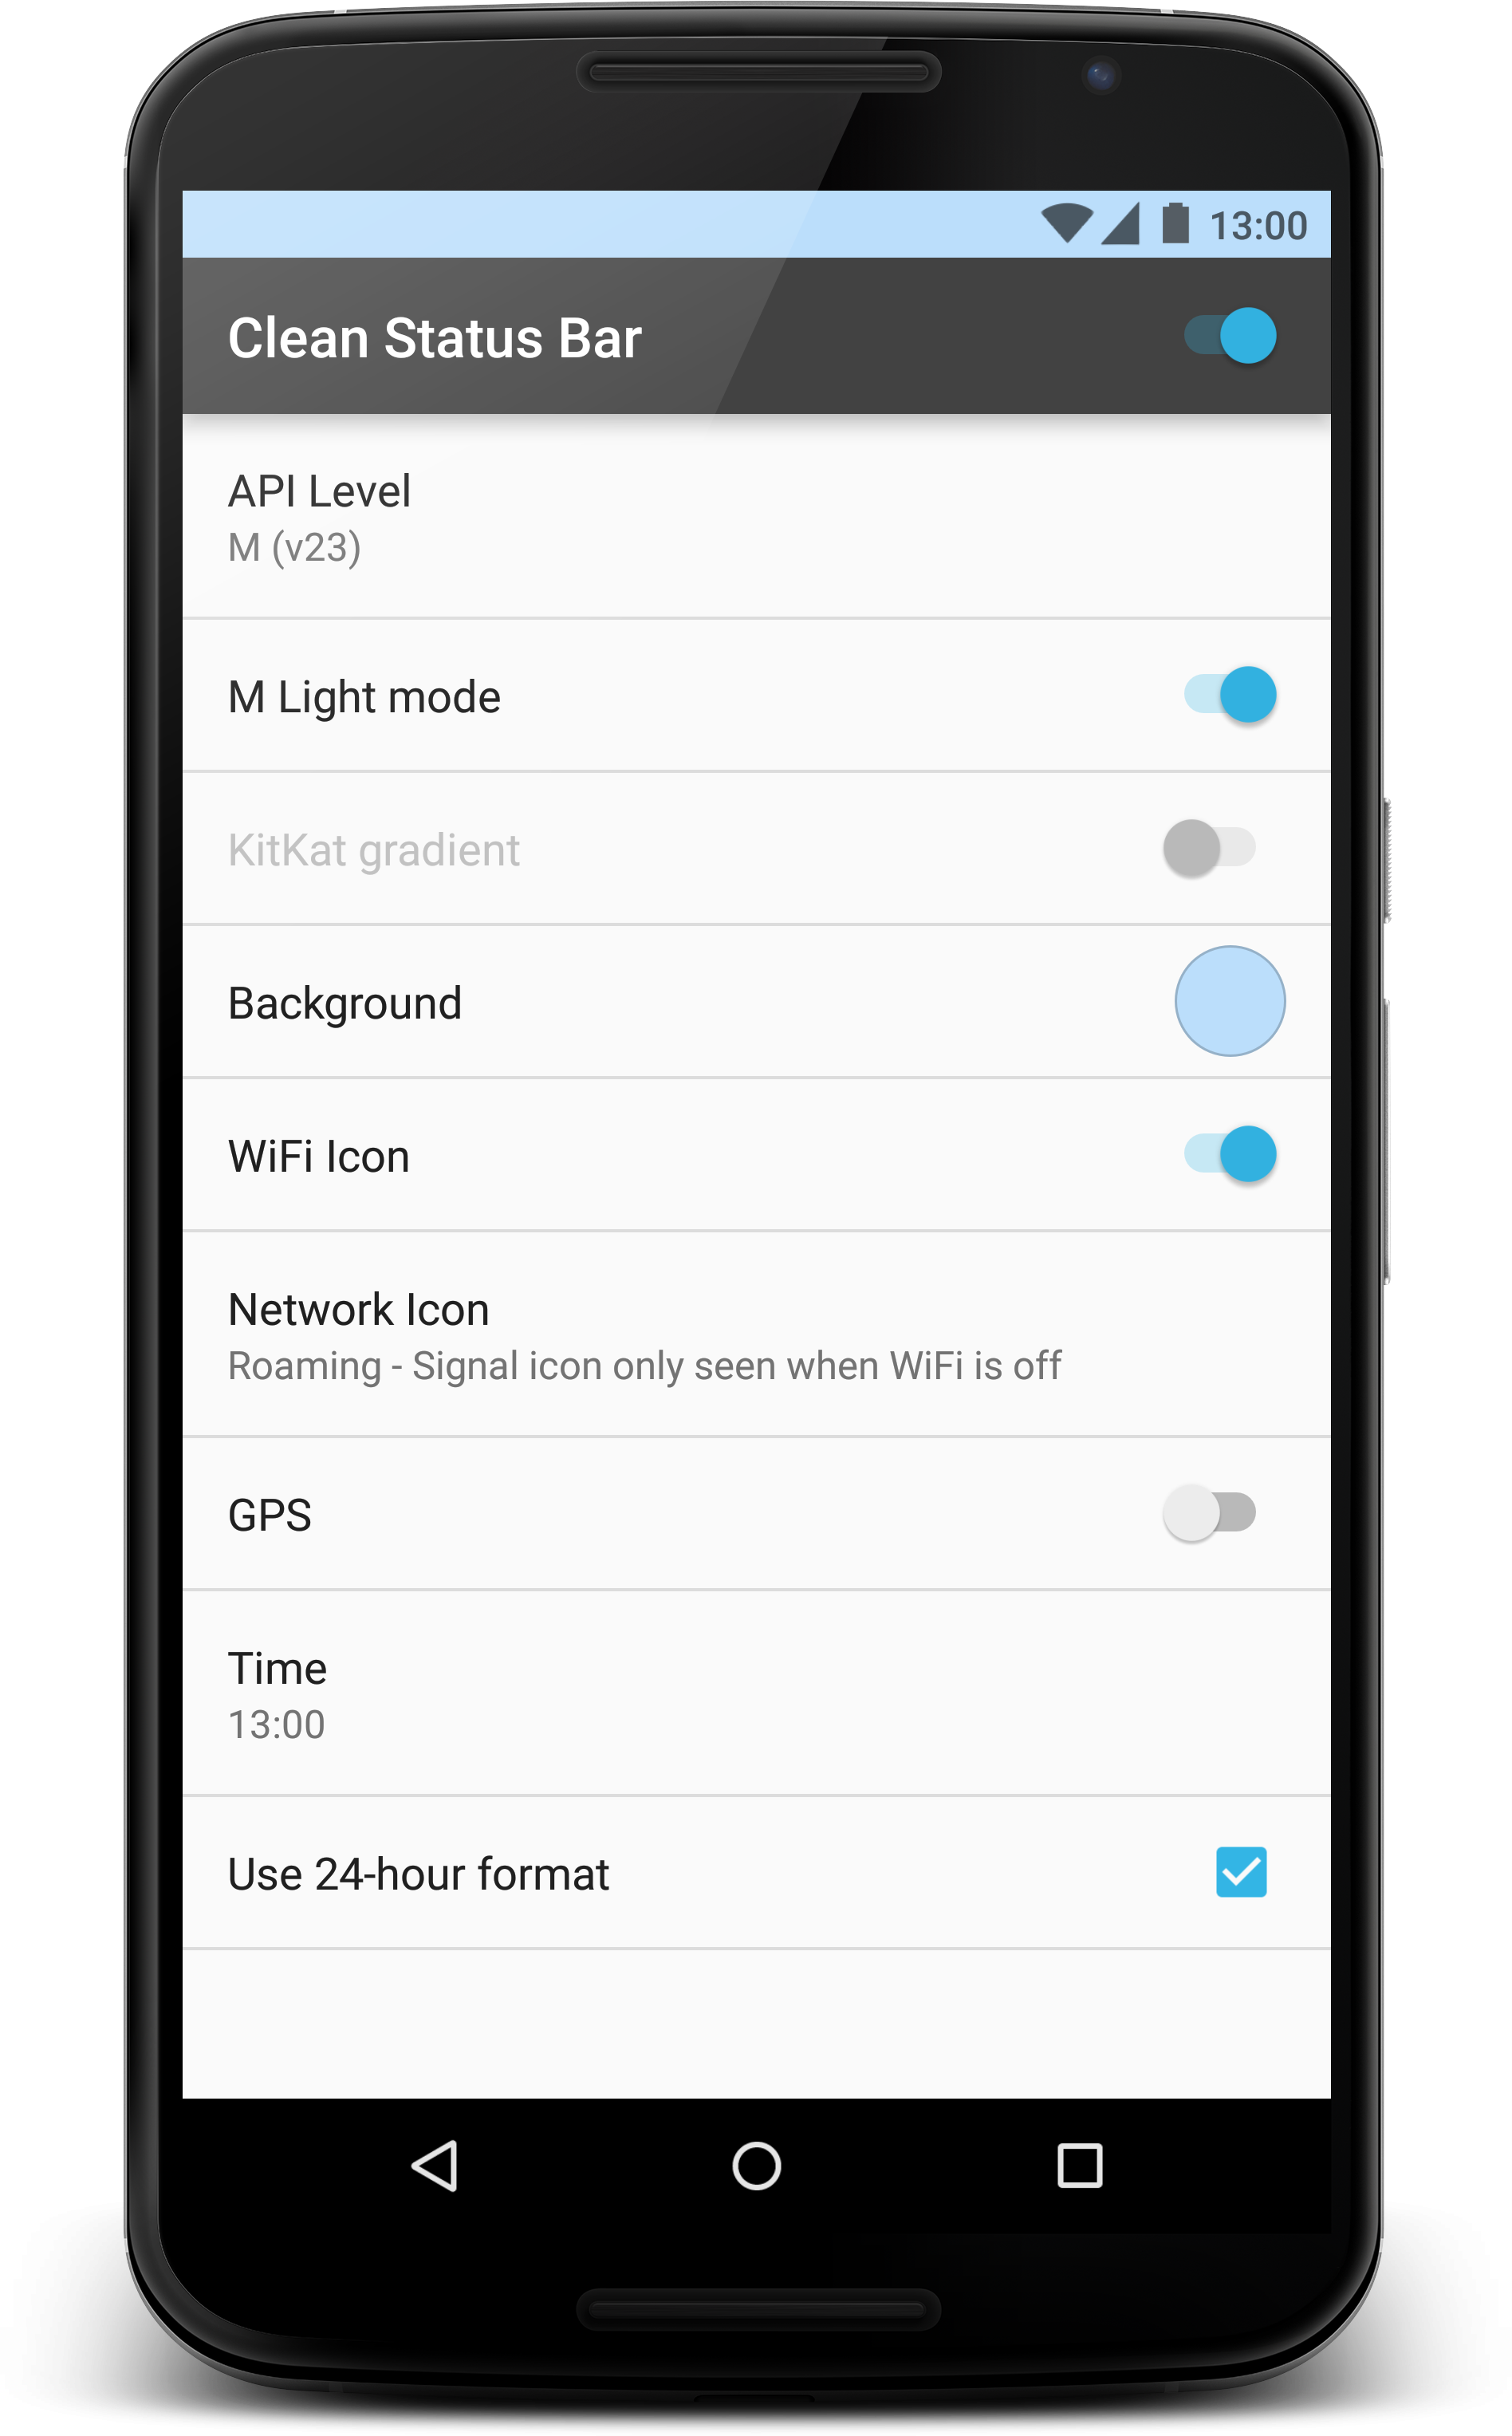 13:00
Clean Status Bar
API Level
M (v23)
M Light mode
KitKat gradient
Background
WiFi Icon
Network Icon
Roaming - Signal icon only seen when WiFi is off
GPS
Time
13:00
Use 24-hour format